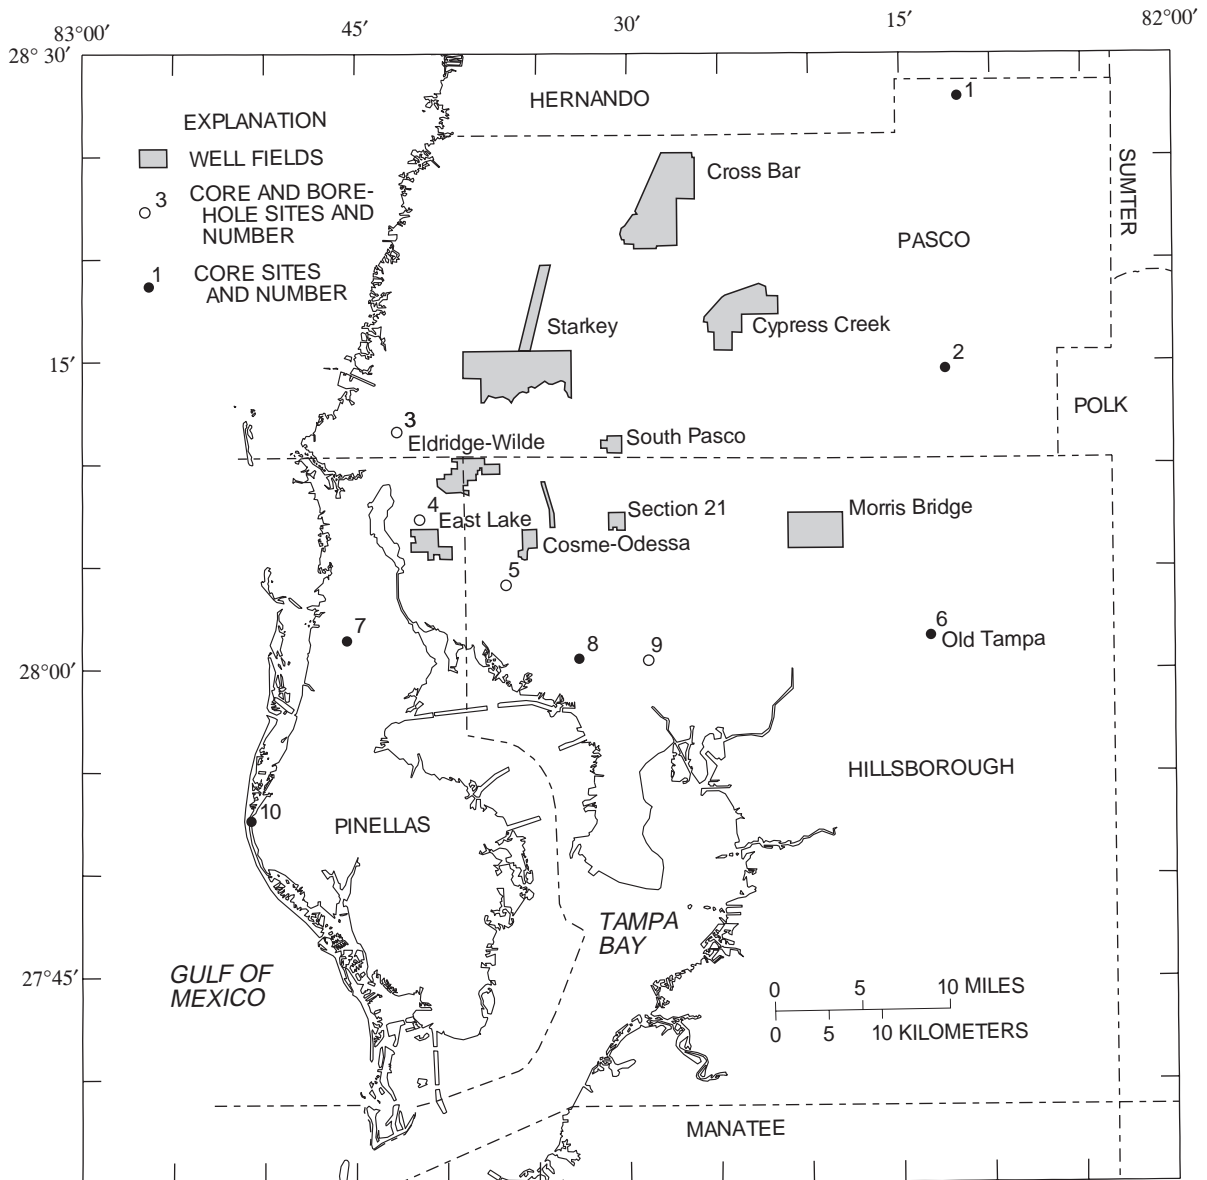 83°00′
45′
30′
15′
82°00′
28° 30′
HERNANDO
1
EXPLANATION
WELL FIELDS
3
CORE AND BORE-
HOLE SITES AND
NUMBER
1
CORE SITES
AND NUMBER
Cross Bar
SUMTER
PASCO
Starkey
Cypress Creek
15′
2
POLK
3
Eldridge-Wilde
South Pasco
4
East Lake
Section 21
Morris Bridge
Cosme-Odessa
5
7
8
9
6
Old Tampa
28°00′
HILLSBOROUGH
10
PINELLAS
TAMPA
BAY
GULF OF
MEXICO
27°45′
0 5 10 MILES
0 5 10 KILOMETERS
MANATEE